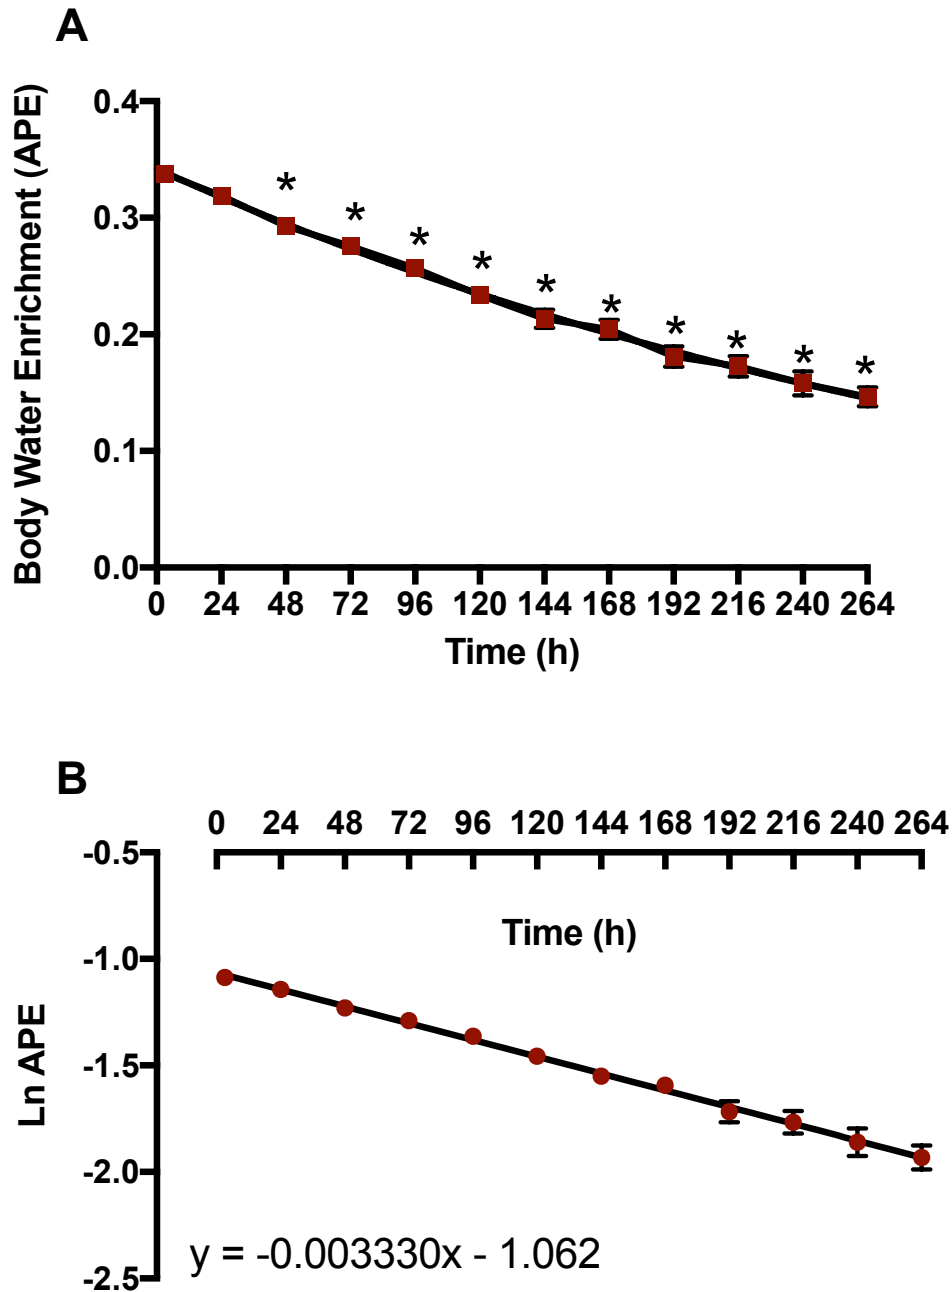 A
Body Water Enrichment (APE)
0.4
0.3
0.2
0.1
0.0
* * * * * * * * * *
0 24 48 72 96 120 144 168 192 216 240 264
Time (h)
B
0 24 48 72 96 120 144 168 192 216 240 264
Time (h)
Ln APE
-0.5
-1.0
-1.5
-2.0
-2.5
y = -0.003330x - 1.062